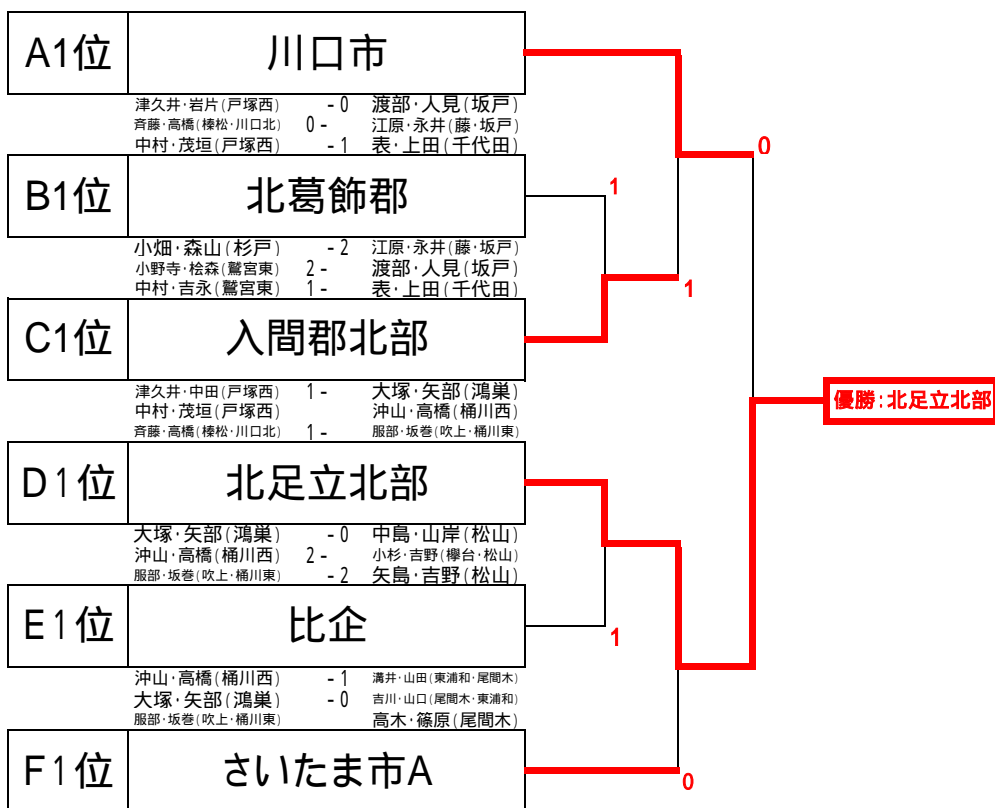 A1位 川口市
津久井・岩片(戸塚西) -0 渡部・人見(坂戸)
斉藤・高橋(榛松・川口北) 0- 江原・永井(藤・坂戸)
中村・茂垣(戸塚西) -1 表・上田(千代田)
0
B1位 北葛飾郡
1
小畑・森山(杉戸) -2 江原・永井(藤・坂戸)
小野寺・桧森(鷲宮東) 2- 渡部・人見(坂戸)
中村・吉永(鷲宮東) 1- 表・上田(千代田)
1
C1位 入間郡北部
津久井・中田(戸塚西) 1- 大塚・矢部(鴻巣)
中村・茂垣(戸塚西) 沖山・高橋(桶川西)
斉藤・高橋(榛松・川口北) 1- 服部・坂巻(吹上・桶川東)
優勝:北足立北部
D1位 北足立北部
大塚・矢部(鴻巣) -0 中島・山岸(松山)
沖山・高橋(桶川西) 2- 小杉・吉野(欅台・松山)
服部・坂巻(吹上・桶川東) -2 矢島・吉野(松山)
E1位 比企
1
沖山・高橋(桶川西) -1 溝井・山田(東浦和・尾間木)
大塚・矢部(鴻巣) -0 吉川・山口(尾間木・東浦和)
服部・坂巻(吹上・桶川東) 高木・篠原(尾間木)
F1位 さいたま市A
0